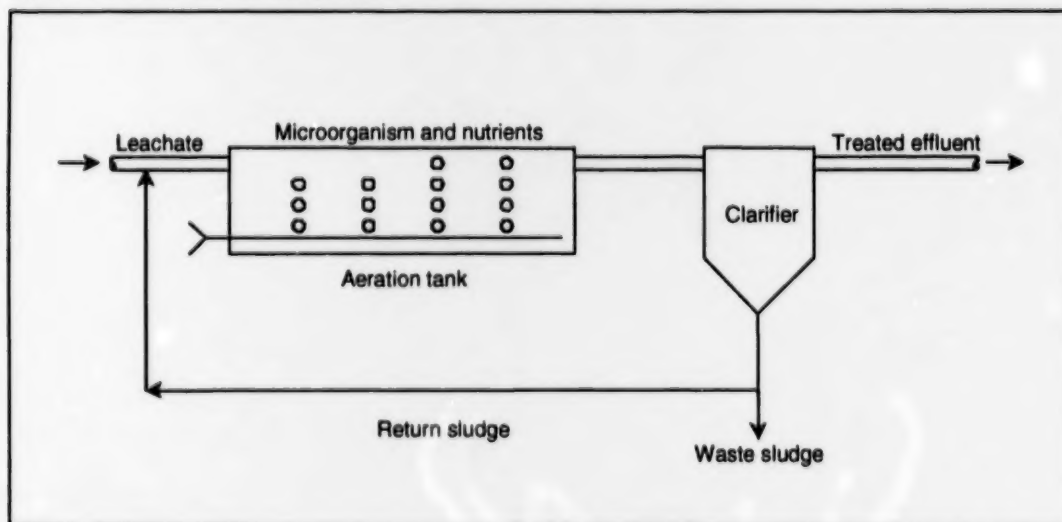 Leachate
Microorganism and nutrients
Treated effluent
Clarifier
Aeration tank
Return sludge
Waste sludge